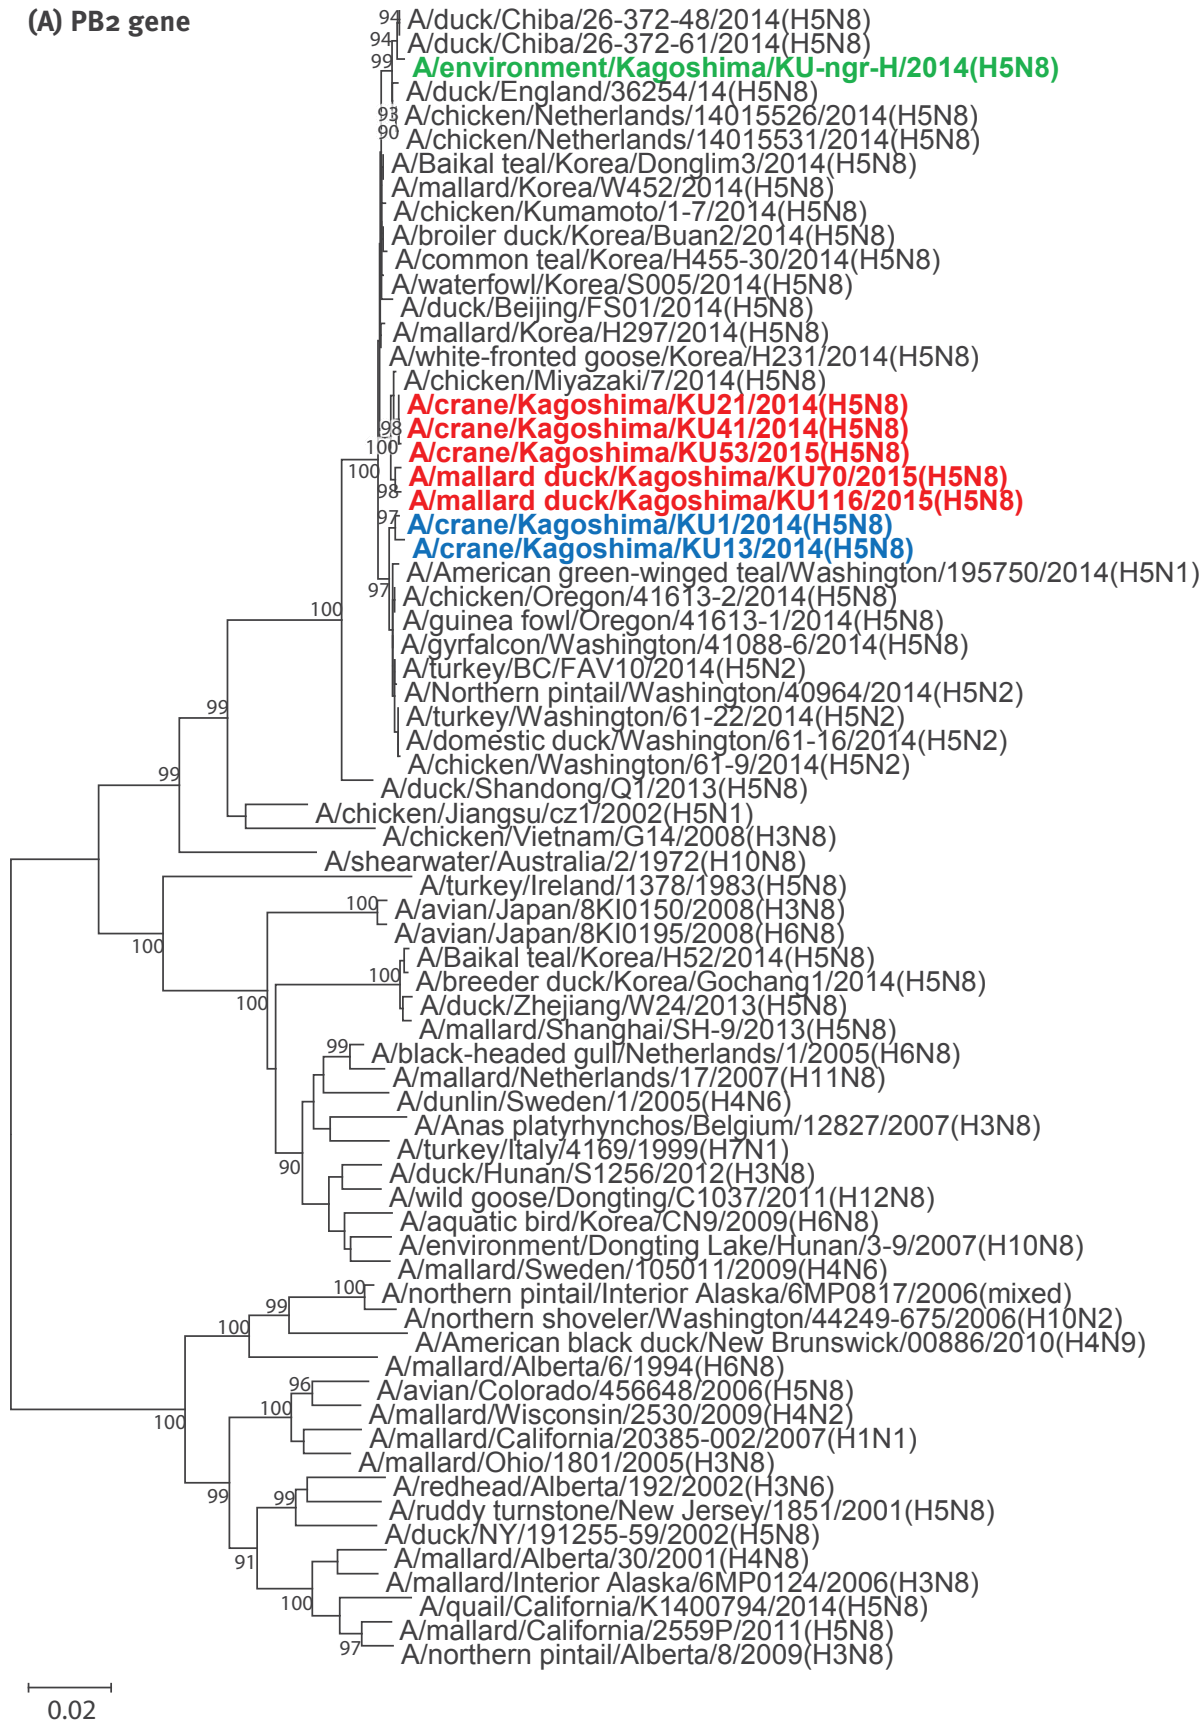 (A) PB2 gene
94
A/duck/Chiba/26-372-48/2014(H5N8)
94
A/duck/Chiba/26-372-61/2014(H5N8)
99
A/environment/Kagoshima/KU-ngr-H/2014(H5N8)
A/duck/England/36254/14(H5N8)
93
A/chicken/Netherlands/14015526/2014(H5N8)
90
A/chicken/Netherlands/14015531/2014(H5N8)
A/Baikal teal/Korea/Donglim3/2014(H5N8)
A/mallard/Korea/W452/2014(H5N8)
A/chicken/Kumamoto/1-7/2014(H5N8)
A/broiler duck/Korea/Buan2/2014(H5N8)
A/common teal/Korea/H455-30/2014(H5N8)
A/waterfowl/Korea/S005/2014(H5N8)
A/duck/Beijing/FS01/2014(H5N8)
A/mallard/Korea/H297/2014(H5N8)
A/white-fronted goose/Korea/H231/2014(H5N8)
A/chicken/Miyazaki/7/2014(H5N8)
A/crane/Kagoshima/KU21/2014(H5N8)
98
A/crane/Kagoshima/KU41/2014(H5N8)
100
A/crane/Kagoshima/KU53/2015(H5N8)
100
A/mallard duck/Kagoshima/KU70/2015(H5N8)
98
A/mallard duck/Kagoshima/KU116/2015(H5N8)
97
A/crane/Kagoshima/KU1/2014(H5N8)
A/crane/Kagoshima/KU13/2014(H5N8)
A/American green-winged teal/Washington/195750/2014(H5N1)
97
A/chicken/Oregon/41613-2/2014(H5N8)
100
A/guinea fowl/Oregon/41613-1/2014(H5N8)
A/gyrfalcon/Washington/41088-6/2014(H5N8)
A/turkey/BC/FAV10/2014(H5N2)
A/Northern pintail/Washington/40964/2014(H5N2)
99
A/turkey/Washington/61-22/2014(H5N2)
A/domestic duck/Washington/61-16/2014(H5N2)
A/chicken/Washington/61-9/2014(H5N2)
99
A/duck/Shandong/Q1/2013(H5N8)
A/chicken/Jiangsu/cz1/2002(H5N1)
A/chicken/Vietnam/G14/2008(H3N8)
A/shearwater/Australia/2/1972(H10N8)
A/turkey/Ireland/1378/1983(H5N8)
100
A/avian/Japan/8KI0150/2008(H3N8)
A/avian/Japan/8KI0195/2008(H6N8)
100
A/Baikal teal/Korea/H52/2014(H5N8)
100
A/breeder duck/Korea/Gochang1/2014(H5N8)
100
A/duck/Zhejiang/W24/2013(H5N8)
A/mallard/Shanghai/SH-9/2013(H5N8)
99
A/black-headed gull/Netherlands/1/2005(H6N8)
A/mallard/Netherlands/17/2007(H11N8)
A/dunlin/Sweden/1/2005(H4N6)
A/Anas platyrhynchos/Belgium/12827/2007(H3N8)
A/turkey/Italy/4169/1999(H7N1)
90
A/duck/Hunan/S1256/2012(H3N8)
A/wild goose/Dongting/C1037/2011(H12N8)
A/aquatic bird/Korea/CN9/2009(H6N8)
A/environment/Dongting Lake/Hunan/3-9/2007(H10N8)
A/mallard/Sweden/105011/2009(H4N6)
100
A/northern pintail/Interior Alaska/6MP0817/2006(mixed)
99
A/northern shoveler/Washington/44249-675/2006(H10N2)
100
A/American black duck/New Brunswick/00886/2010(H4N9)
A/mallard/Alberta/6/1994(H6N8)
96
A/avian/Colorado/456648/2006(H5N8)
100
A/mallard/Wisconsin/2530/2009(H4N2)
100
A/mallard/California/20385-002/2007(H1N1)
A/mallard/Ohio/1801/2005(H3N8)
A/redhead/Alberta/192/2002(H3N6)
99
99
A/ruddy turnstone/New Jersey/1851/2001(H5N8)
A/duck/NY/191255-59/2002(H5N8)
91
A/mallard/Alberta/30/2001(H4N8)
A/mallard/Interior Alaska/6MP0124/2006(H3N8)
100
A/quail/California/K1400794/2014(H5N8)
A/mallard/California/2559P/2011(H5N8)
97
A/northern pintail/Alberta/8/2009(H3N8)
0.02